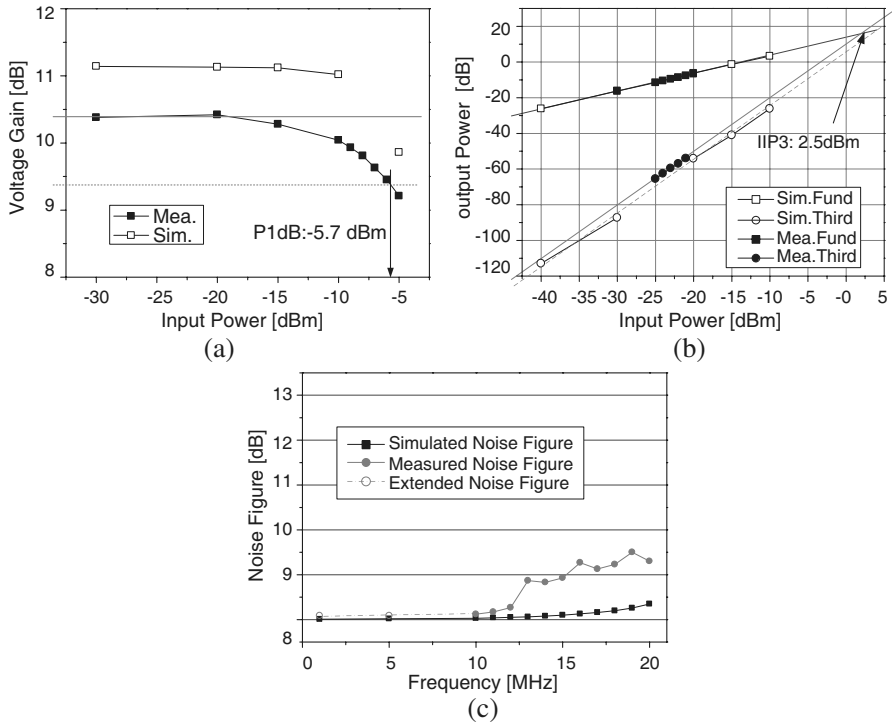 (a)
Voltage Gain [dB]
12
11
10
9
8
Mea.
Sim.
P1dB:-5.7 dBm
-30 -25 -20 -15 -10 -5
Input Power [dBm]
(b)
output Power [dB]
20
0
-20
-40
-60
-80
-100
-120
IIP3: 2.5dBm
Sim.Fund
Sim.Third
Mea.Fund
Mea.Third
-40 -35 -30 -25 -20 -15 -10 -5 -0 5
Input Power [dBm]
Noise Figure [dB]
13
12
11
10
9
8
Simulated Noise Figure
Measured Noise Figure
Extended Noise Figure
0 5 10 15 20
Frequency [MHz]
(c)